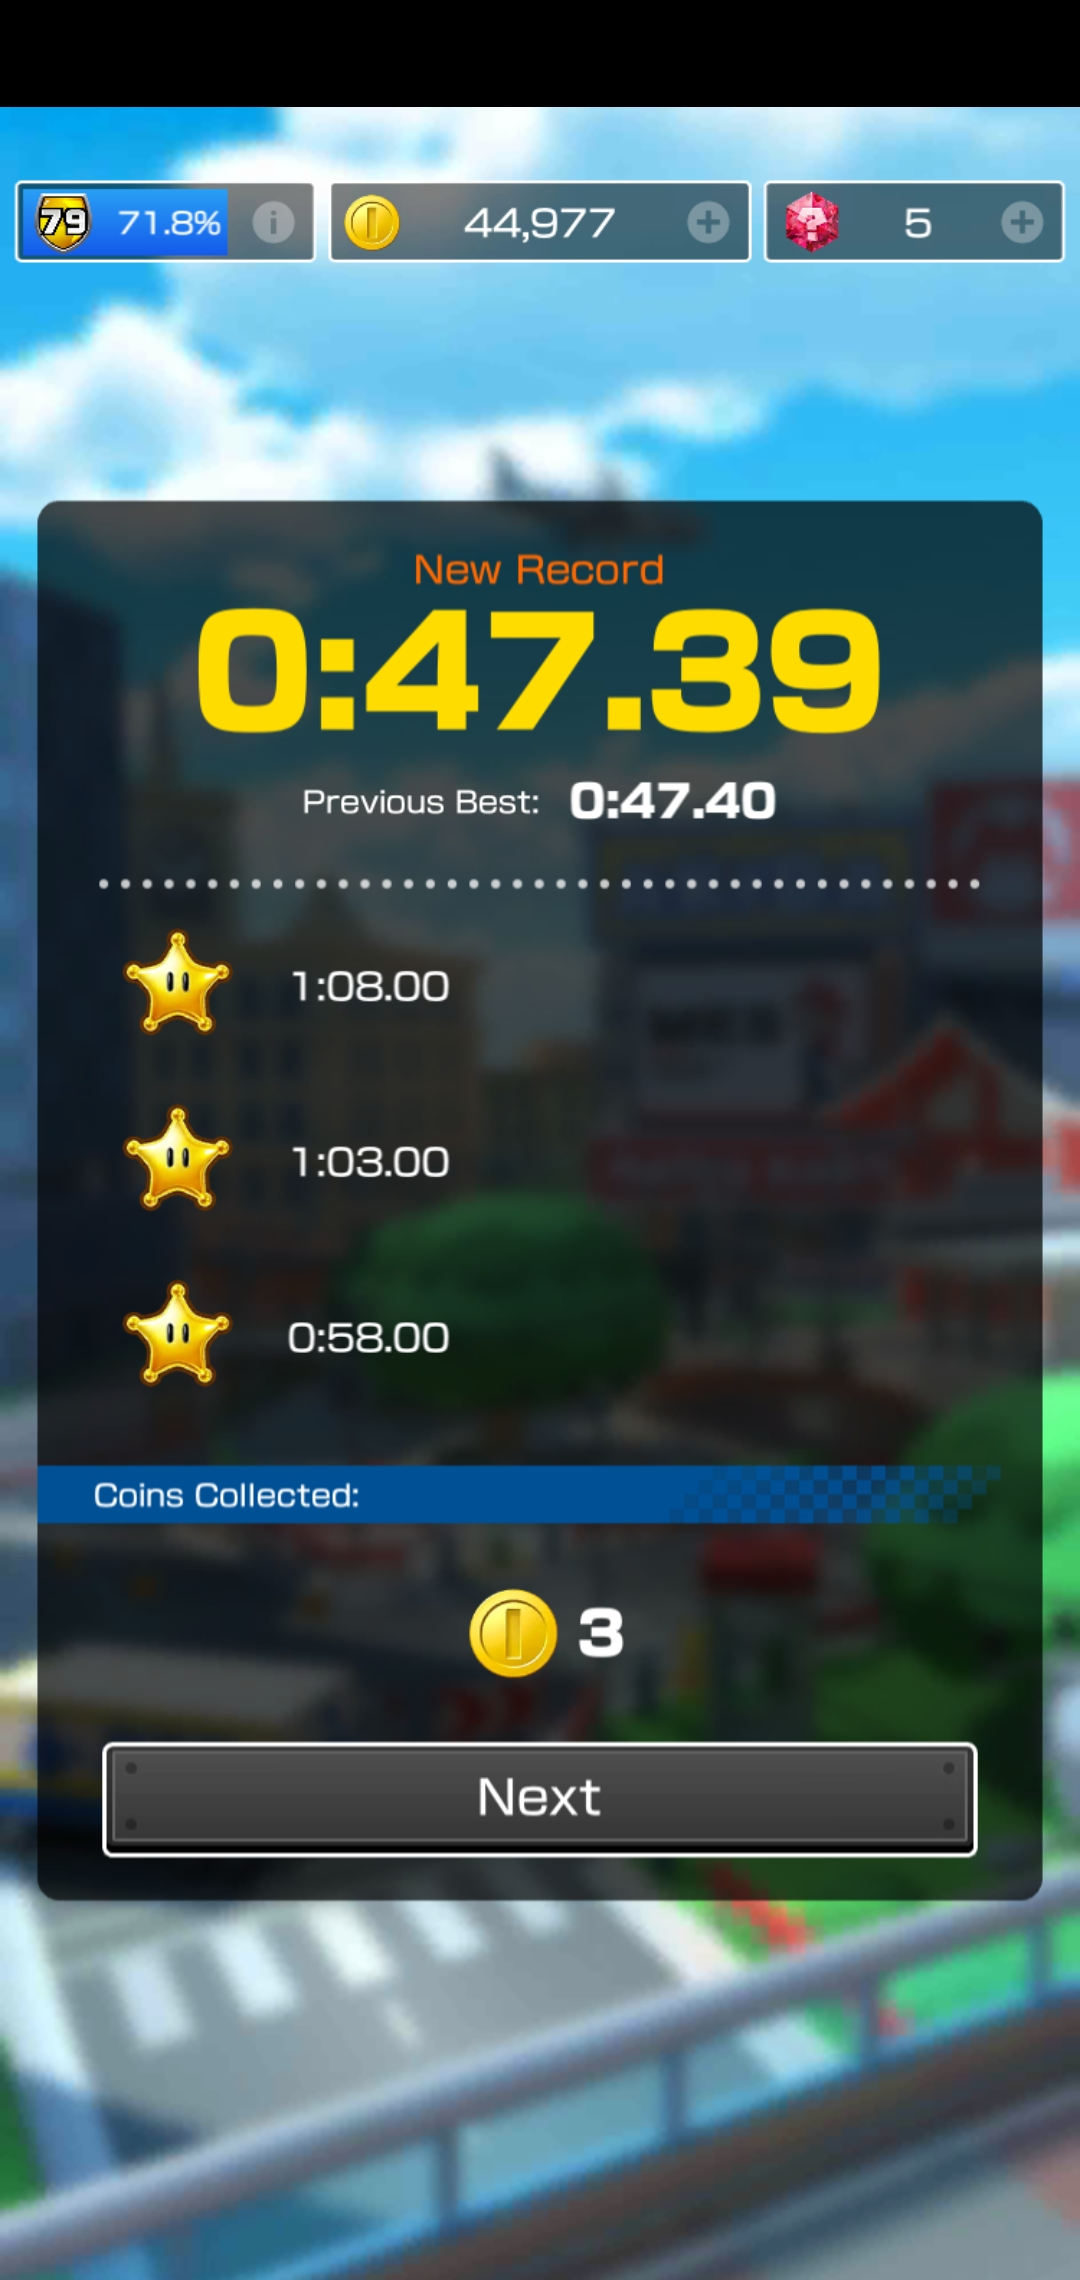 79 71.8% i 44,977 + ? 5 +
New Record
0:47.39
Previous Best: 0:47.40
1:08.00
1:03.00
0:58.00
Coins Collected:
3
Next